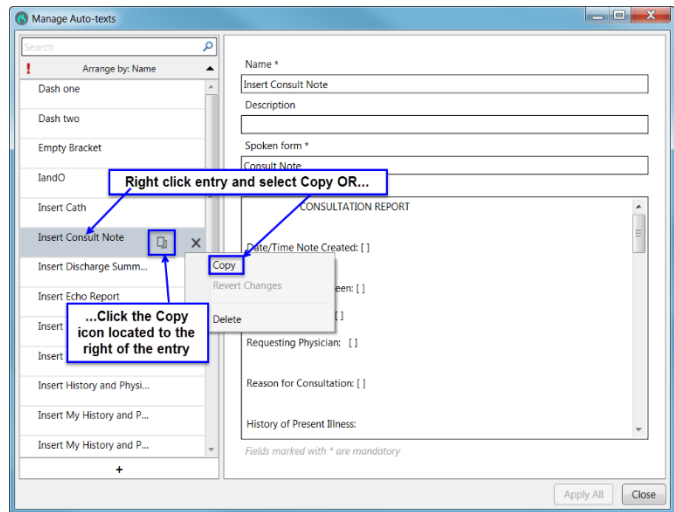 Manage Auto-texts
Search
! Arrange by: Name
Dash one
Dash two
Empty Bracket
IandO
Insert Cath
Insert Consult Note
Insert Discharge Summ...
Insert Echo Report
Insert
Insert
Insert History and Physi...
Insert My History and P...
Insert My History and P...
+
Right click entry and select Copy OR...
...Click the Copy
icon located to the
right of the entry
Copy
Revert Changes
Delete
Name *
Insert Consult Note
Description
Spoken form *
Consult Note
CONSULTATION REPORT
Date/Time Note Created: [ ]
een: [ ]
[ ]
Requesting Physician: [ ]
Reason for Consultation: [ ]
History of Present Illness:
Fields marked with * are mandatory
Apply All
Close